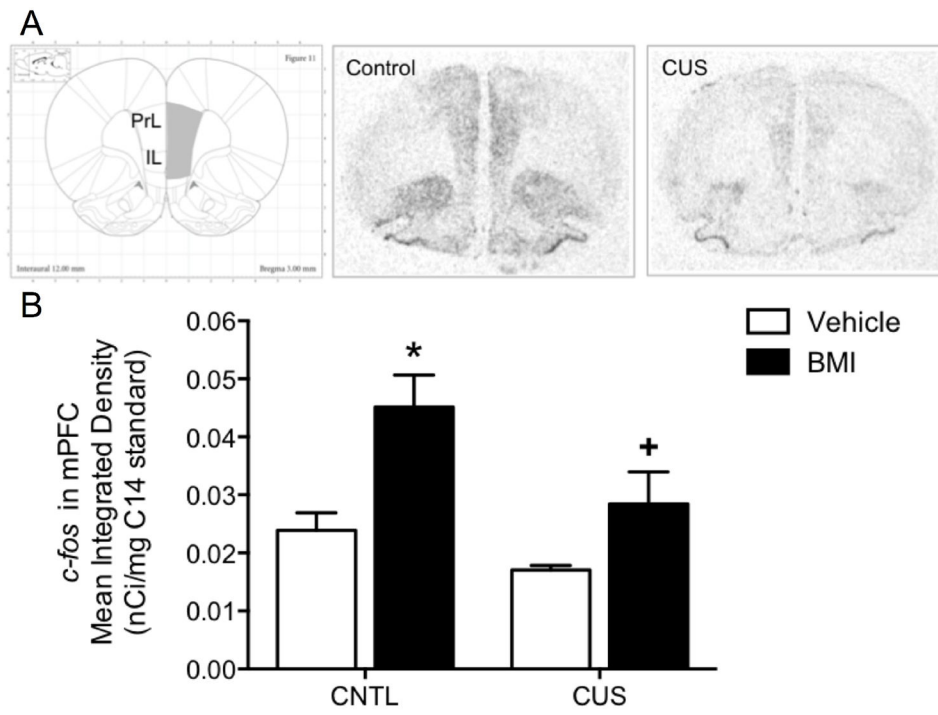 A
Figure 11
PrL
IL
Interaural 12.00 mm
Bregma 3.00 mm
Control
CUS
B
c-fos in mPFC
Mean Integrated Density
(nCi/mg C14 standard)
0.06
0.05
0.04
0.03
0.02
0.01
0.00
*
+
CNTL
CUS
Vehicle
BMI